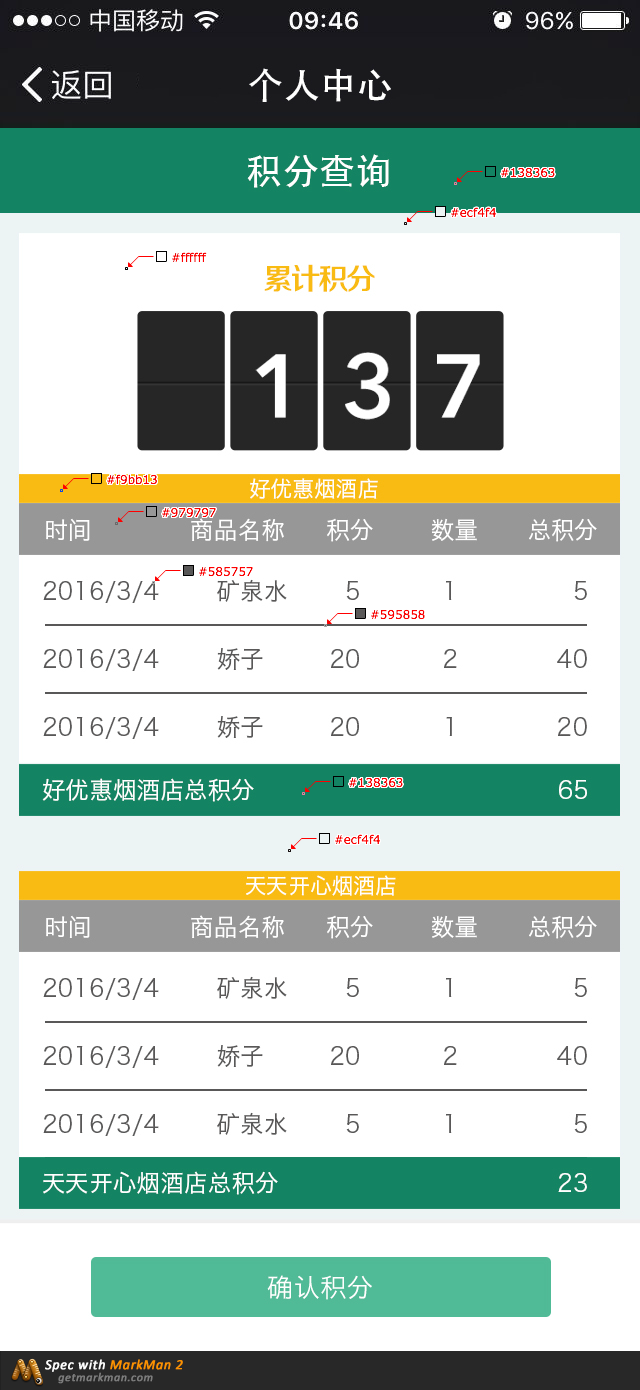 中国移动 09:46 96%
返回 个人中心
积分查询 #138363
#ecf4f4
#ffffff
累计积分
137
#f9bb13
好优惠烟酒店
#979797
时间 商品名称 积分 数量 总积分
#585757
2016/3/4 矿泉水 5 1 5
#595858
2016/3/4 娇子 20 2 40
2016/3/4 娇子 20 1 20
好优惠烟酒店总积分 #138363 65
#ecf4f4
天天开心烟酒店
时间 商品名称 积分 数量 总积分
2016/3/4 矿泉水 5 1 5
2016/3/4 娇子 20 2 40
2016/3/4 矿泉水 5 1 5
天天开心烟酒店总积分 23
确认积分
Spec with MarkMan 2
getmarkman.com